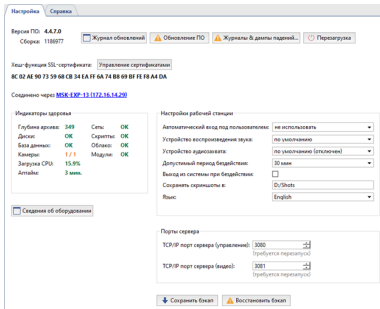 Настройка Справка
Версия ПО: 4.4.7.0
Сборка: 1186977
Журнал обновлений
Обновление ПО
Журналы & дампы падений...
Перезагрузка
Хеш-функция SSL-сертификата: Управление сертификатами
8C 02 AE 90 73 59 68 CB 34 EA FF 6A 74 B8 69 BF FE F8 A4 DA
Соединено через MSK-EXP-13 (172.16.14.29)
Индикаторы здоровья
Глубина архива: 349 Сеть: OK
Диски: OK Скрипты: OK
База данных: OK Облако: OK
Камеры: 1 / 1 Модули: OK
Загрузка CPU: 15.9%
Аптайм: 3 мин.
Сведения об оборудовании
Настройки рабочей станции
Автоматический вход под пользователем: не использовать
Устройство воспроизведения звука: по умолчанию
Устройство аудиозахвата: по умолчанию (отключен)
Допустимый период бездействия: 30 мин
Выход из системы при бездействии:
Сохранять скриншоты в: D:/Shots
Язык: English
Порты сервера
TCP/IP порт сервера (управление): 3080
(требуется перезапуск)
TCP/IP порт сервера (видео): 3081
(требуется перезапуск)
Сохранить бэкап
Восстановить бэкап